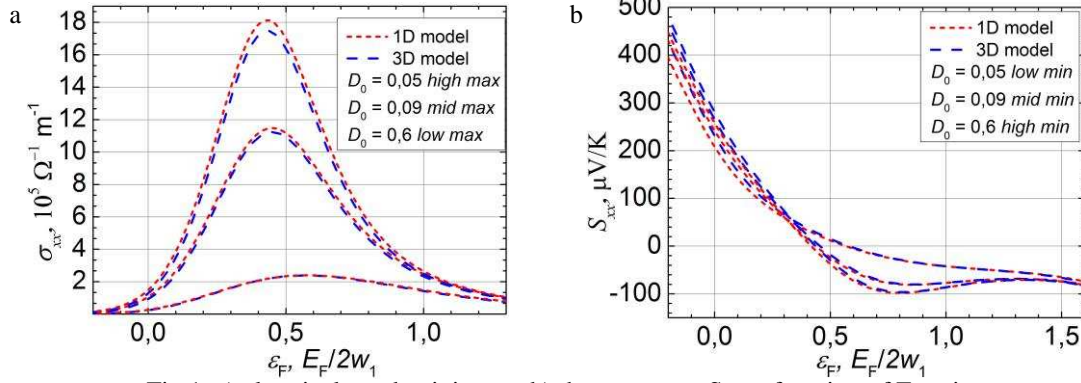 a
18
16
14
12
10
8
6
4
2
σxx, 10⁵ Ω⁻¹ m⁻¹
1D model
3D model
D₀ = 0,05 high max
D₀ = 0,09 mid max
D₀ = 0,6 low max
0,0 0,5 1,0
εF, EF/2w₁
b
500
400
300
200
100
0
-100
Sxx, µV/K
1D model
3D model
D₀ = 0,05 low min
D₀ = 0,09 mid min
D₀ = 0,6 high min
0,0 0,5 1,0 1,5
εF, EF/2w₁